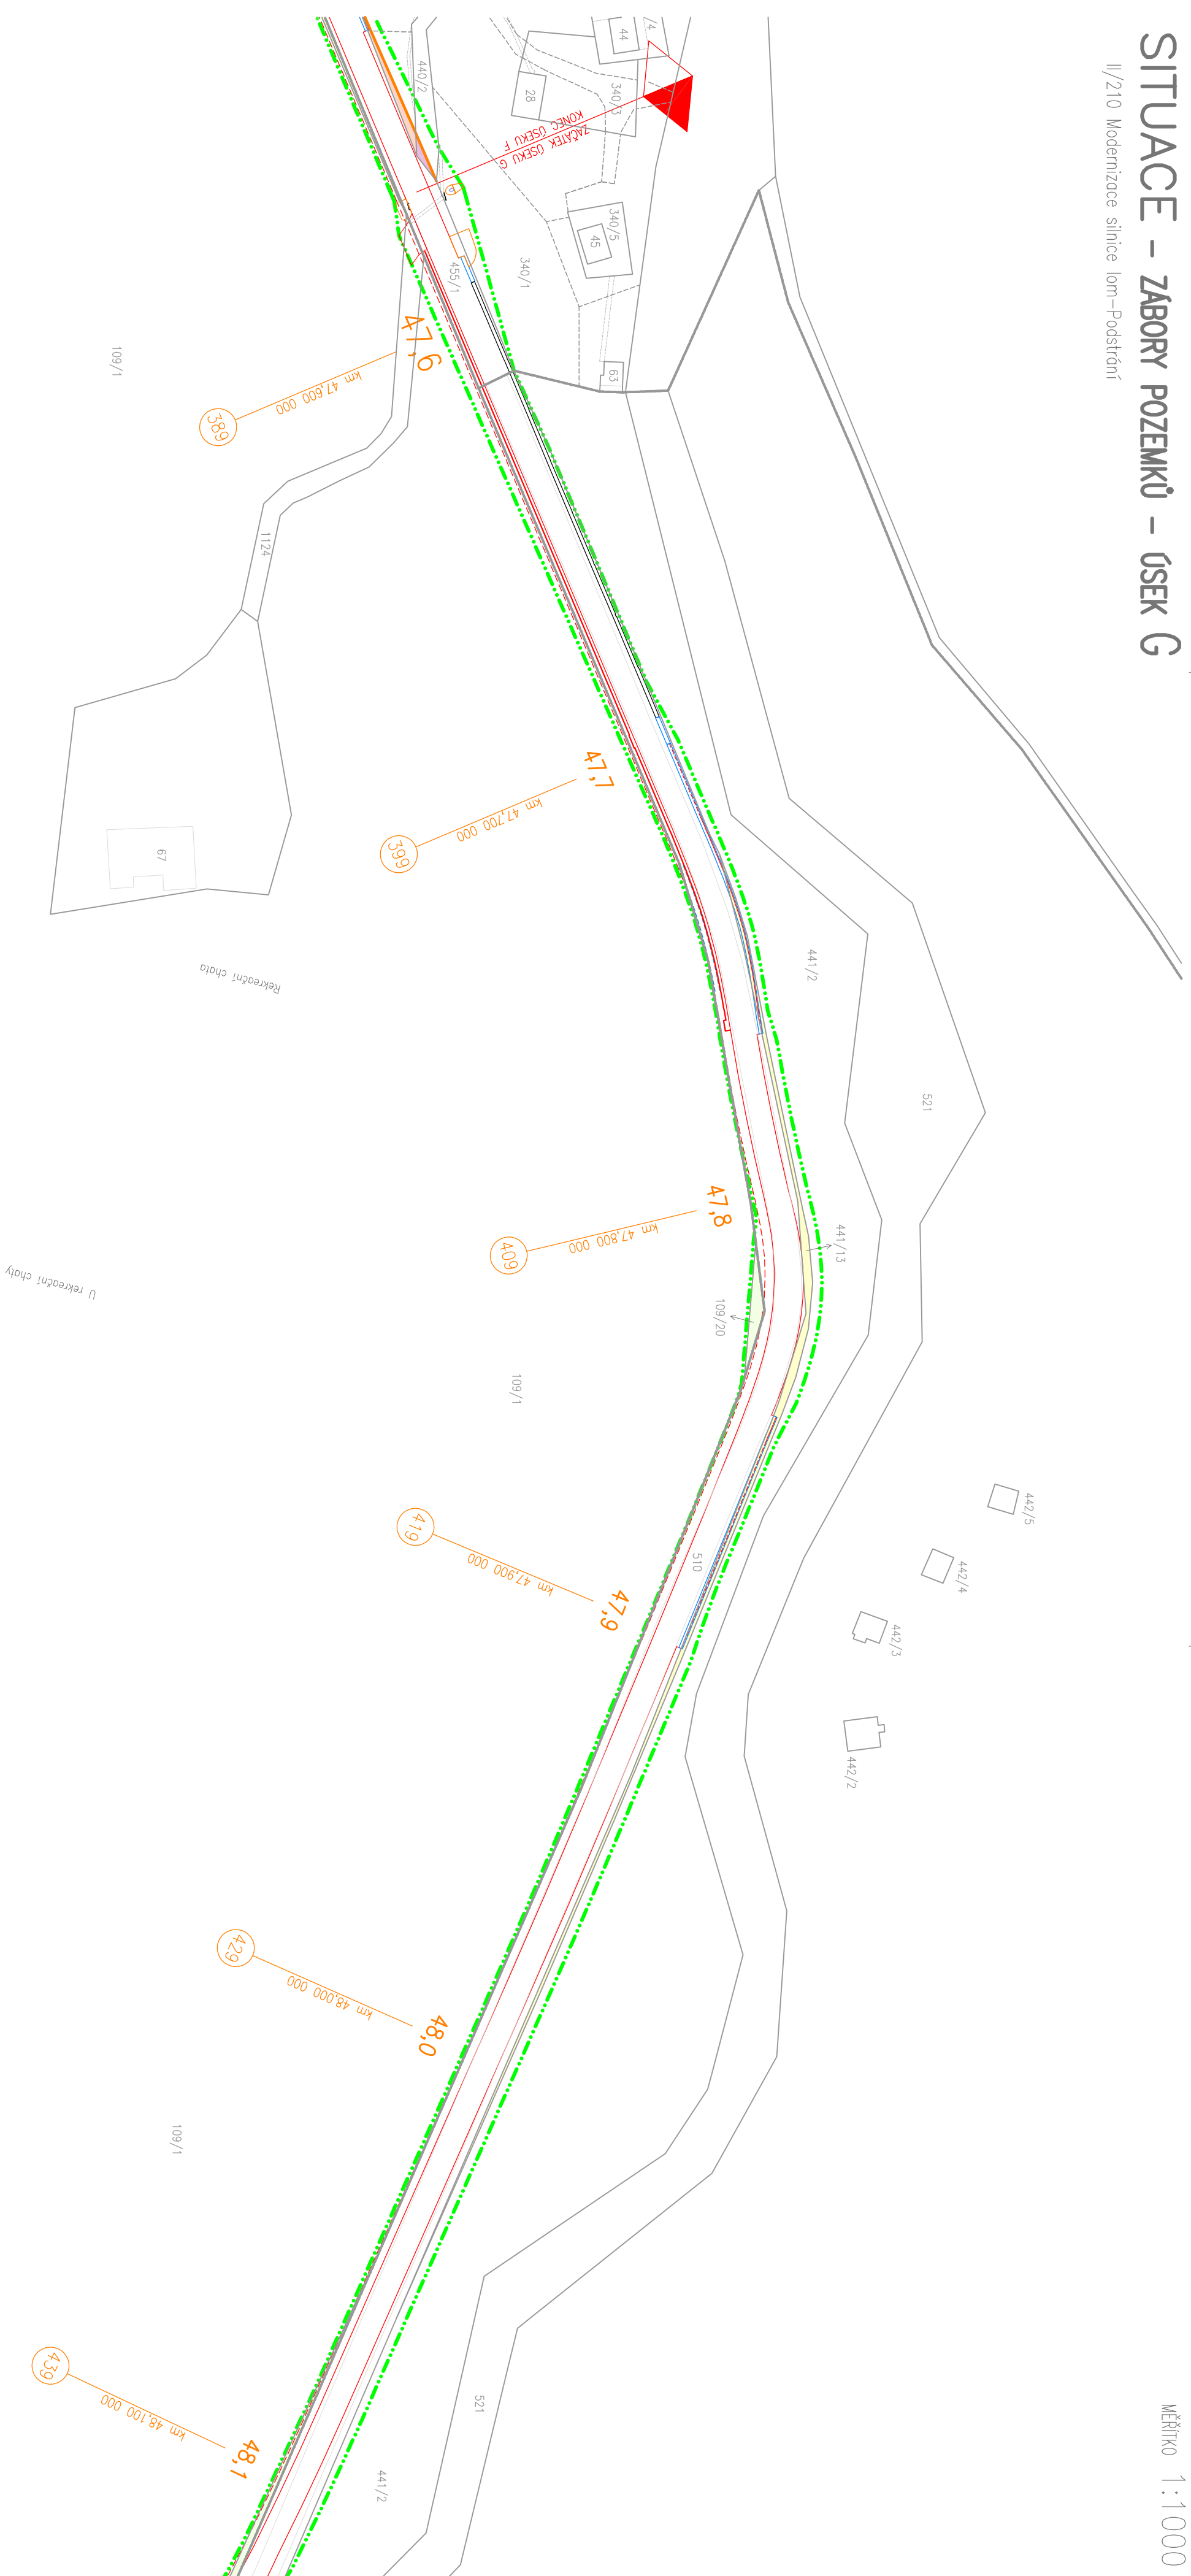 SITUACE - ZÁBORY POZEMKŮ - ÚSEK G
II/210 Modernizace silnice lom-Podstrání
MĚŘÍTKO 1:1000
/4
44
340/3
28
440/2
KONEC ÚSEKU F
ZAČÁTEK ÚSEKU G
340/5
45
340/1
455/1
63
47,6
km 47,600 000
389
109/1
1124
67
Rekreační chata
U rekreační chaty
47,7
km 47,700 000
399
441/2
521
47,8
km 47,800 000
409
441/13
109/20
109/1
442/5
442/4
442/3
442/2
510
47,9
km 47,900 000
419
48,0
km 48,000 000
429
109/1
521
441/2
48,1
km 48,100 000
439